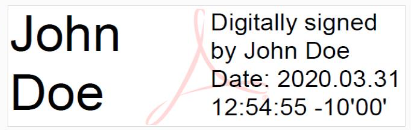 John
Doe
Digitally signed
by John Doe
Date: 2020.03.31
12:54:55 -10'00'